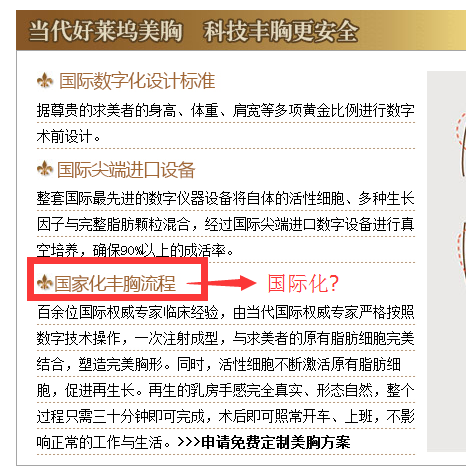 当代好莱坞美胸 科技丰胸更安全
国际数字化设计标准
据尊贵的求美者的身高、体重、肩宽等多项黄金比例进行数字
术前设计。
国际尖端进口设备
整套国际最先进的数字仪器设备将自体的活性细胞、多种生长
因子与完整脂肪颗粒混合，经过国际尖端进口数字设备进行真
空培养，确保90%以上的成活率。
国家化丰胸流程 国际化?
百余位国际权威专家临床经验，由当代国际权威专家严格按照
数字技术操作，一次注射成型，与求美者的原有脂肪细胞完美
结合，塑造完美胸形。同时，活性细胞不断激活原有脂肪细
胞，促进再生长。再生的乳房手感完全真实、形态自然，整个
过程只需三十分钟即可完成，术后即可照常开车、上班，不影
响正常的工作与生活。>>>申请免费定制美胸方案